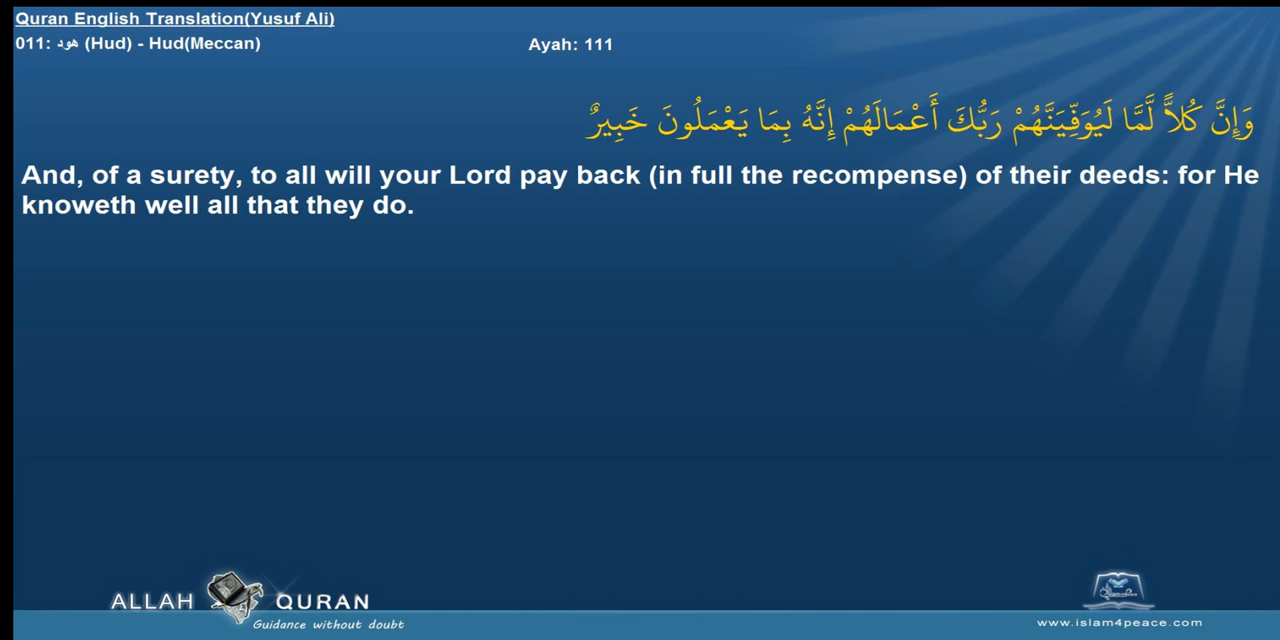 Quran English Translation(Yusuf Ali)
011: هود (Hud) - Hud(Meccan)
Ayah: 111
وَإِنَّ كُلاًّ لَّمَّا لَيُوَفِّيَنَّهُمْ رَبُّكَ أَعْمَالَهُمْ إِنَّهُ بِمَا يَعْمَلُونَ خَبِيرٌ
And, of a surety, to all will your Lord pay back (in full the recompense) of their deeds: for He
knoweth well all that they do.
ALLAH QURAN
Guidance without doubt
www.islam4peace.com